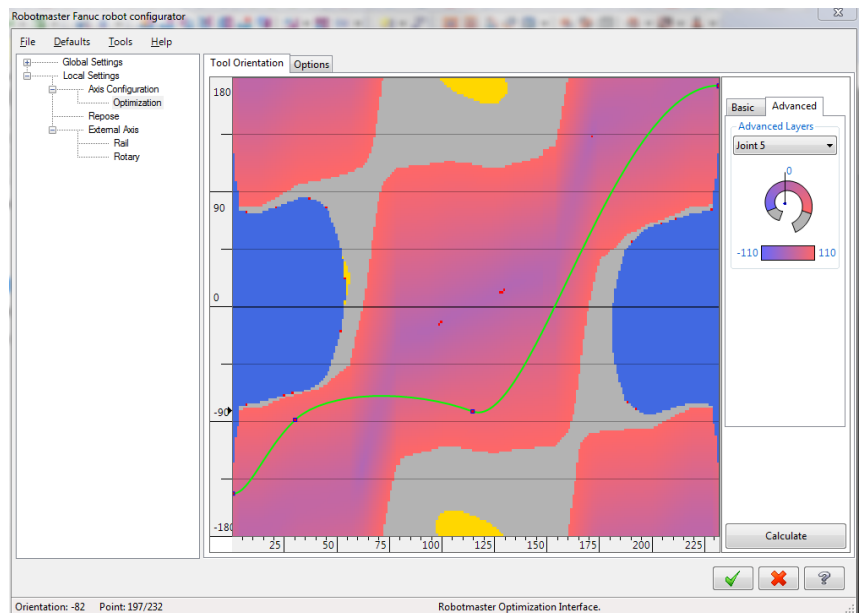 Robotmaster Fanuc robot configurator
File Defaults Tools Help
Global Settings
Local Settings
Axis Configuration
Optimization
Repose
External Axis
Rail
Rotary
Tool Orientation Options
180
90
0
-90
-180
25 50 75 100 125 150 175 200 225
Basic Advanced
Advanced Layers
Joint 5
0
-110 110
Calculate
Orientation: -82 Point: 197/232 Robotmaster Optimization Interface.